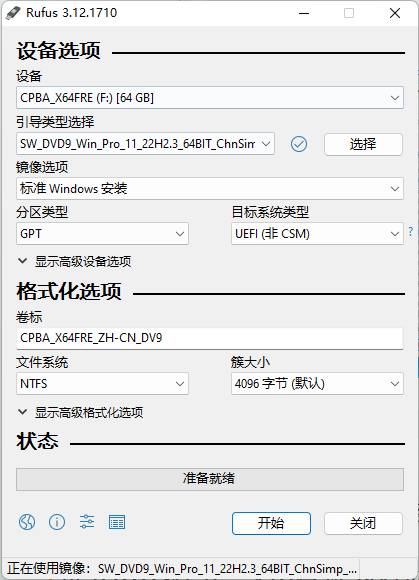 Rufus 3.12.1710
设备选项
设备
CPBA_X64FRE (F:) [64 GB]
引导类型选择
SW_DVD9_Win_Pro_11_22H2.3_64BIT_ChnSim
选择
镜像选项
标准 Windows 安装
分区类型
目标系统类型
GPT
UEFI (非 CSM)
?
显示高级设备选项
格式化选项
卷标
CPBA_X64FRE_ZH-CN_DV9
文件系统
簇大小
NTFS
4096 字节 (默认)
显示高级格式化选项
状态
准备就绪
开始
关闭
正在使用镜像：SW_DVD9_Win_Pro_11_22H2.3_64BIT_ChnSimp_...